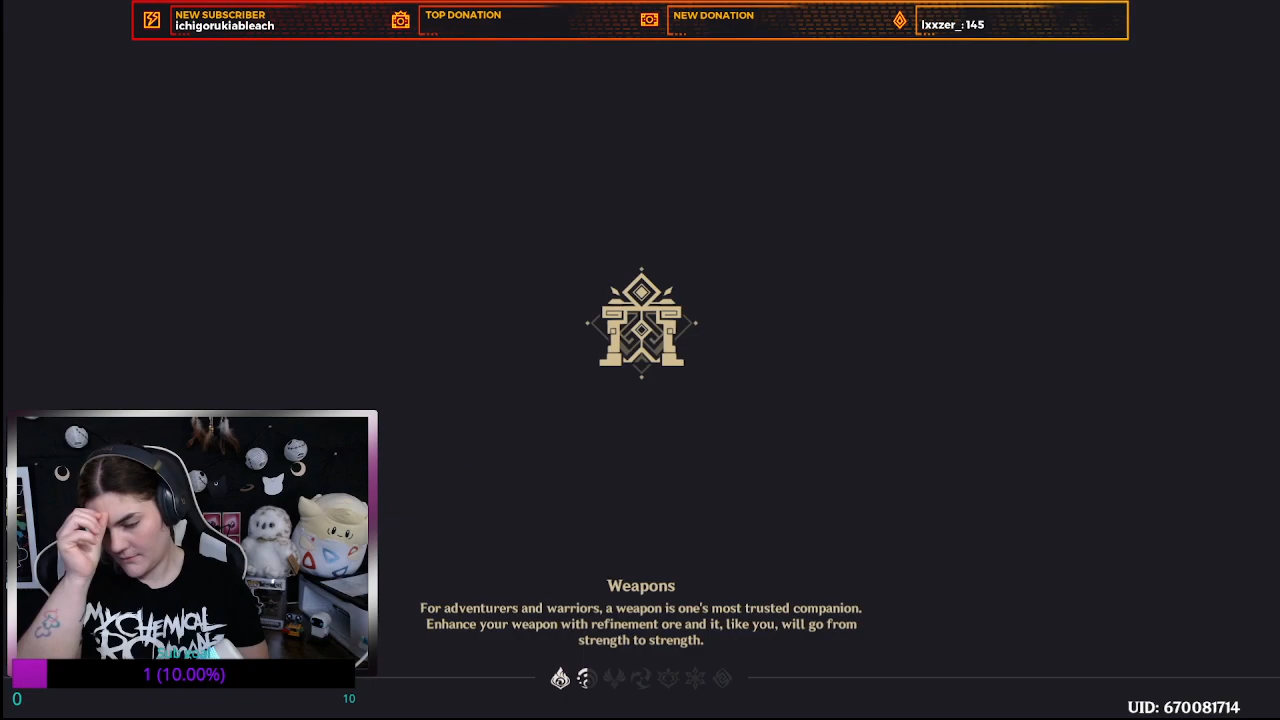 NEW SUBSCRIBER
ichigorukiableach
TOP DONATION
NEW DONATION
lxxzer_: 145
MY CHEMICAL
Weapons
For adventurers and warriors, a weapon is one's most trusted companion.
Enhance your weapon with refinement ore and it, like you, will go from
strength to strength.
1 (10.00%)
0
10
UID: 670081714